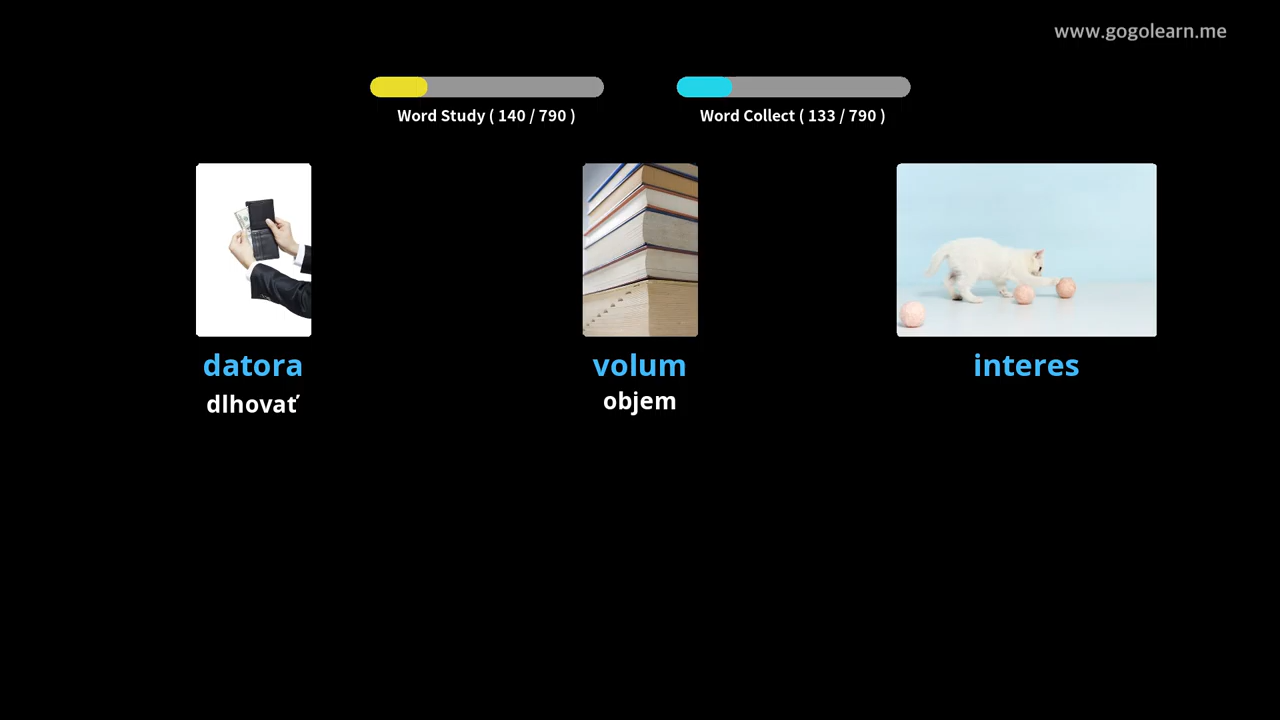 www.gogolearn.me
Word Study ( 140 / 790 )
Word Collect ( 133 / 790 )
datora
volum
interes
dlhovať
objem